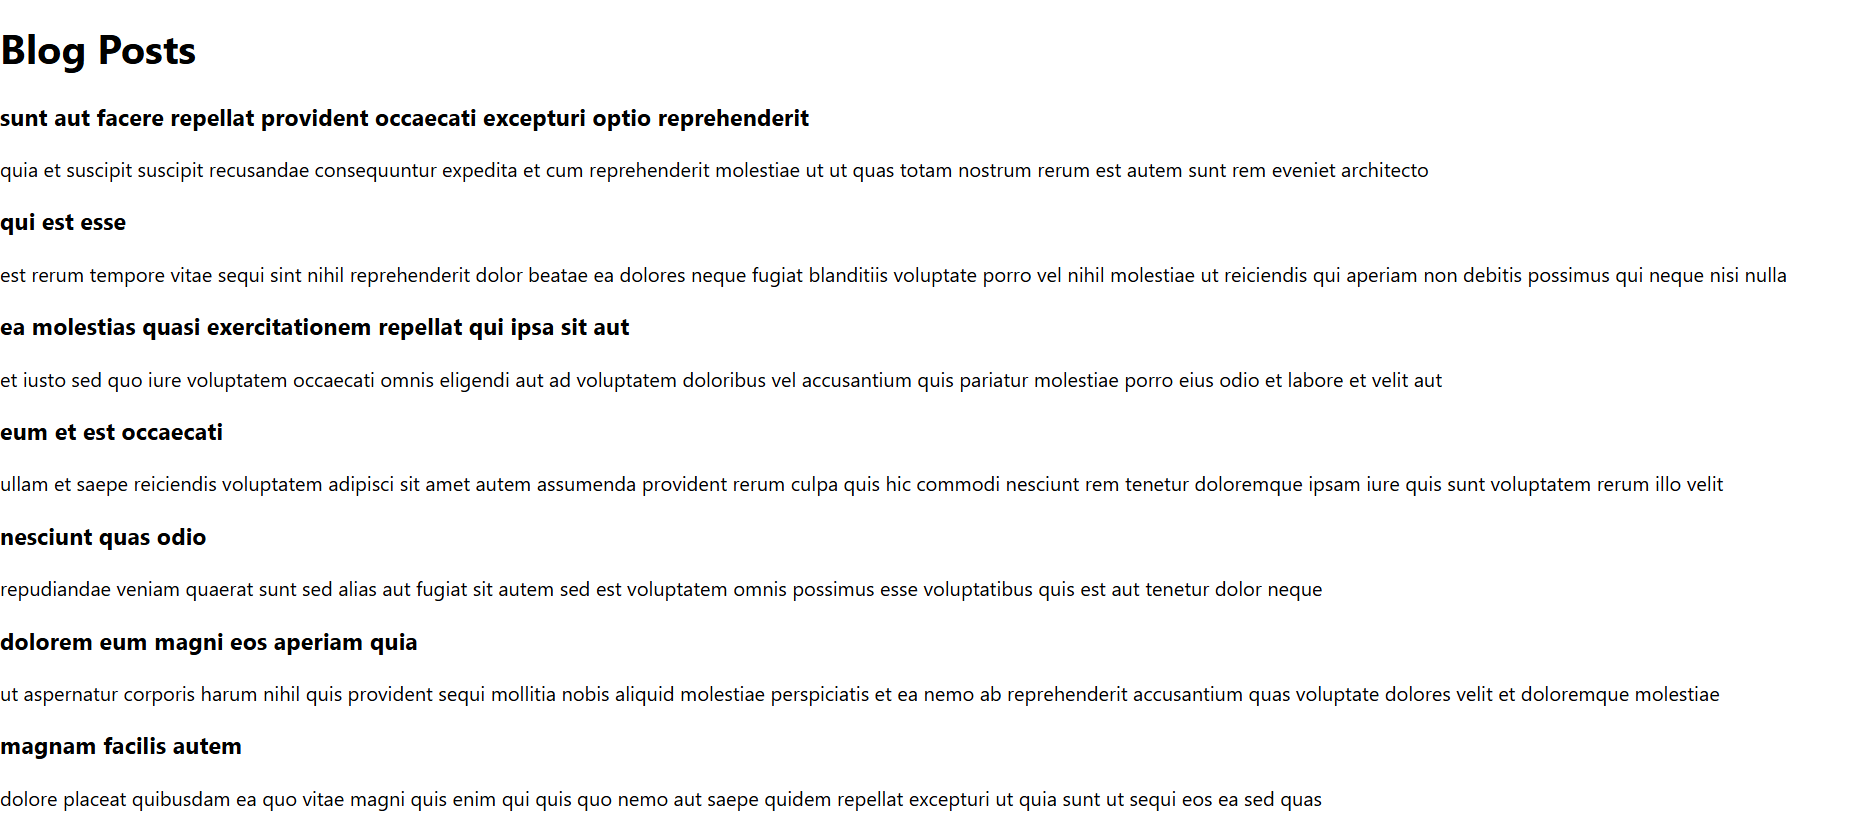 Blog Posts
sunt aut facere repellat provident occaecati excepturi optio reprehenderit
quia et suscipit suscipit recusandae consequuntur expedita et cum reprehenderit molestiae ut ut quas totam nostrum rerum est autem sunt rem eveniet architecto
qui est esse
est rerum tempore vitae sequi sint nihil reprehenderit dolor beatae ea dolores neque fugiat blanditiis voluptate porro vel nihil molestiae ut reiciendis qui aperiam non debitis possimus qui neque nisi nulla
ea molestias quasi exercitationem repellat qui ipsa sit aut
et iusto sed quo iure voluptatem occaecati omnis eligendi aut ad voluptatem doloribus vel accusantium quis pariatur molestiae porro eius odio et labore et velit aut
eum et est occaecati
ullam et saepe reiciendis voluptatem adipisci sit amet autem assumenda provident rerum culpa quis hic commodi nesciunt rem tenetur doloremque ipsam iure quis sunt voluptatem rerum illo velit
nesciunt quas odio
repudiandae veniam quaerat sunt sed alias aut fugiat sit autem sed est voluptatem omnis possimus esse voluptatibus quis est aut tenetur dolor neque
dolorem eum magni eos aperiam quia
ut aspernatur corporis harum nihil quis provident sequi mollitia nobis aliquid molestiae perspiciatis et ea nemo ab reprehenderit accusantium quas voluptate dolores velit et doloremque molestiae
magnam facilis autem
dolore placeat quibusdam ea quo vitae magni quis enim qui quis quo nemo aut saepe quidem repellat excepturi ut quia sunt ut sequi eos ea sed quas